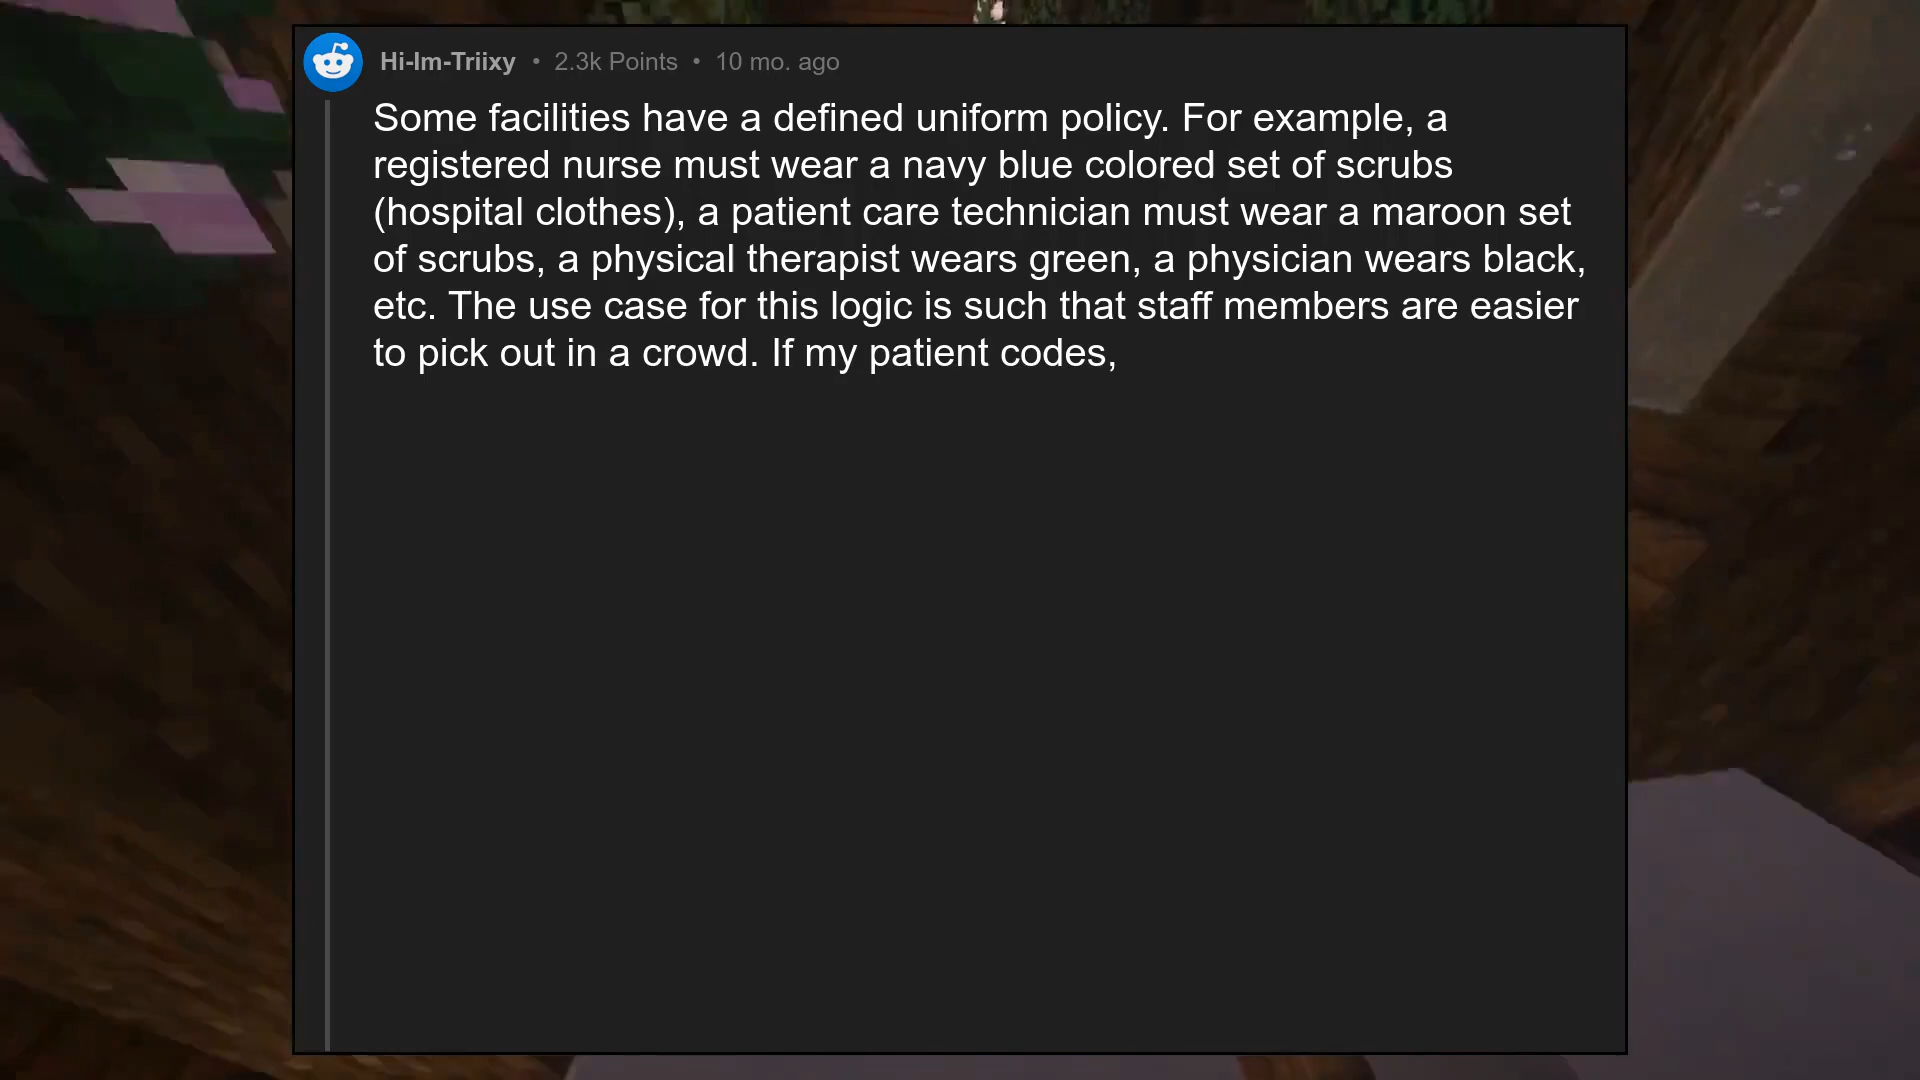 Hi-Im-Triixy • 2.3k Points • 10 mo. ago
Some facilities have a defined uniform policy. For example, a
registered nurse must wear a navy blue colored set of scrubs
(hospital clothes), a patient care technician must wear a maroon set
of scrubs, a physical therapist wears green, a physician wears black,
etc. The use case for this logic is such that staff members are easier
to pick out in a crowd. If my patient codes,